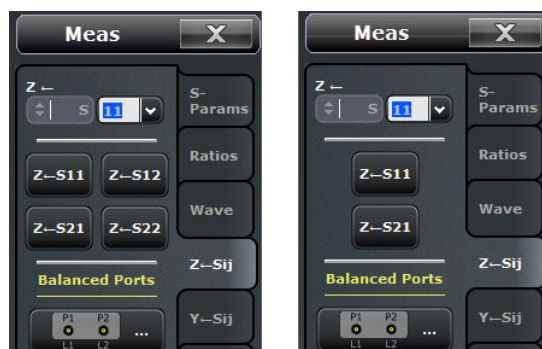 Meas X
Z ←
S 11
Z←S11 Z←S12
Z←S21 Z←S22
Balanced Ports
P1 P2
...
L1 L2
S-
Params
Ratios
Wave
Z←Sij
Y←Sij
Meas X
Z ←
S 11
Z←S11
Z←S21
Balanced Ports
P1 P2
...
L1 L2
S-
Params
Ratios
Wave
Z←Sij
Y←Sij